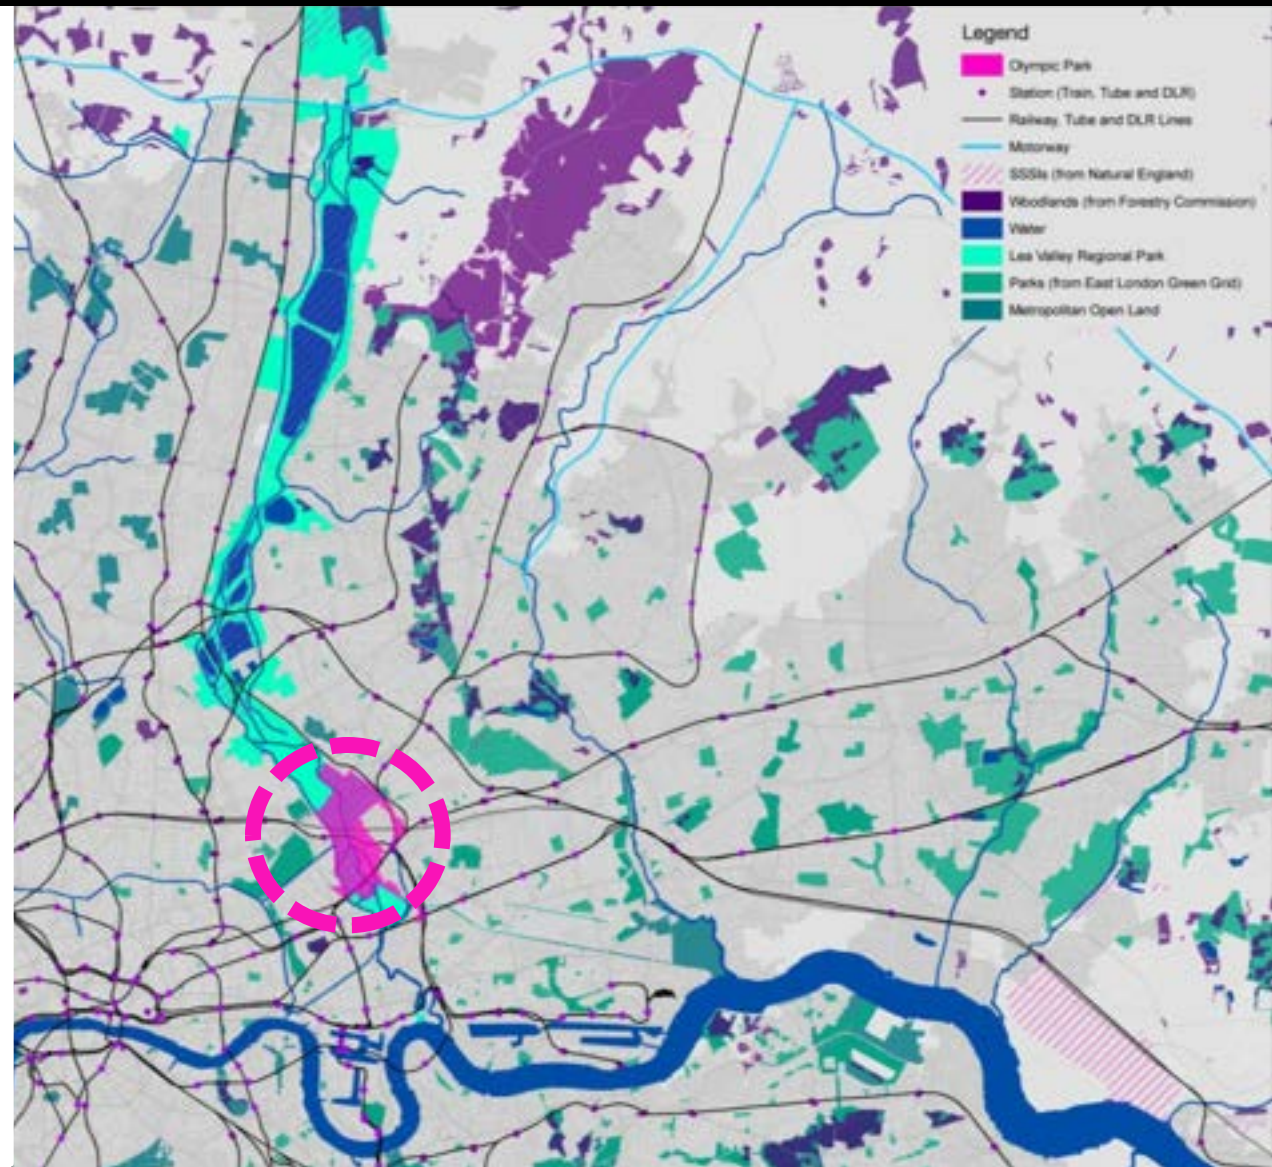 Legend
Olympic Park
Station (Train, Tube and DLR)
Railway, Tube and DLR Lines
Motorway
SSSIs (from Natural England)
Woodlands (from Forestry Commission)
Water
Lea Valley Regional Park
Parks (from East London Green Grid)
Metropolitan Open Land